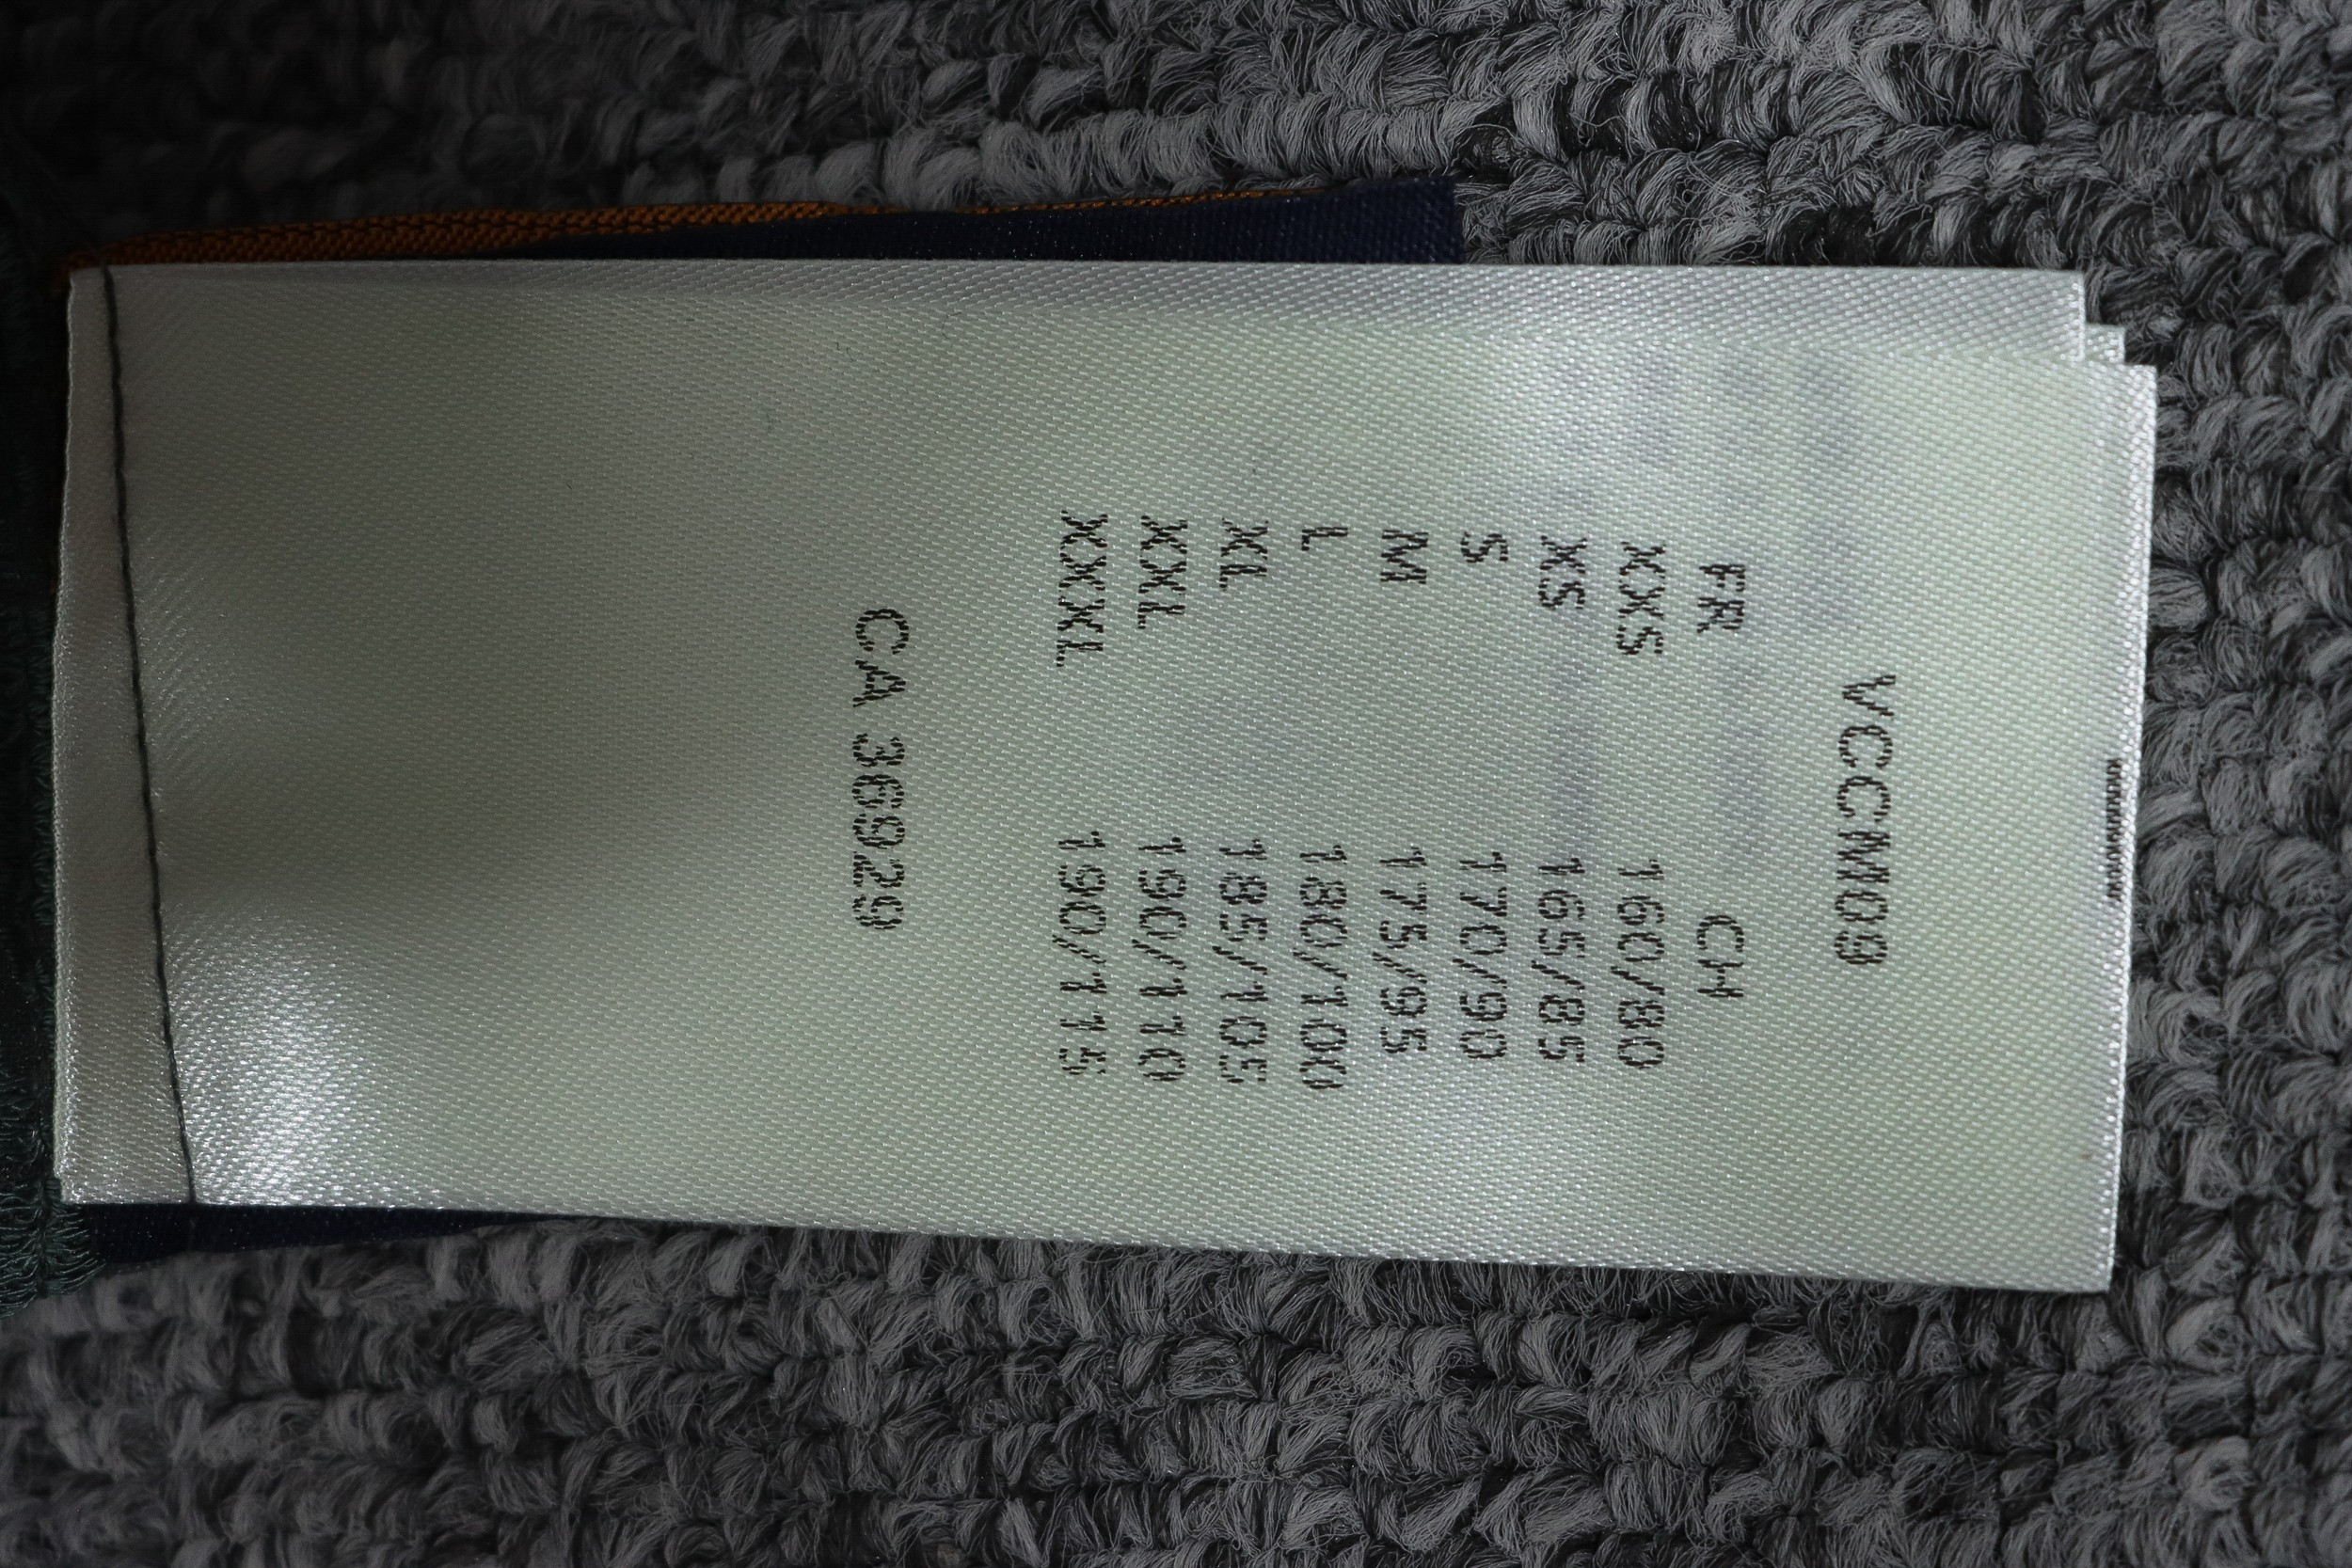 VCCM09
FR CH
XXS 160/80
XS 165/85
S 170/90
M 175/95
L 180/100
XL 185/105
XXL 190/110
XXXL 190/115
CA 36929